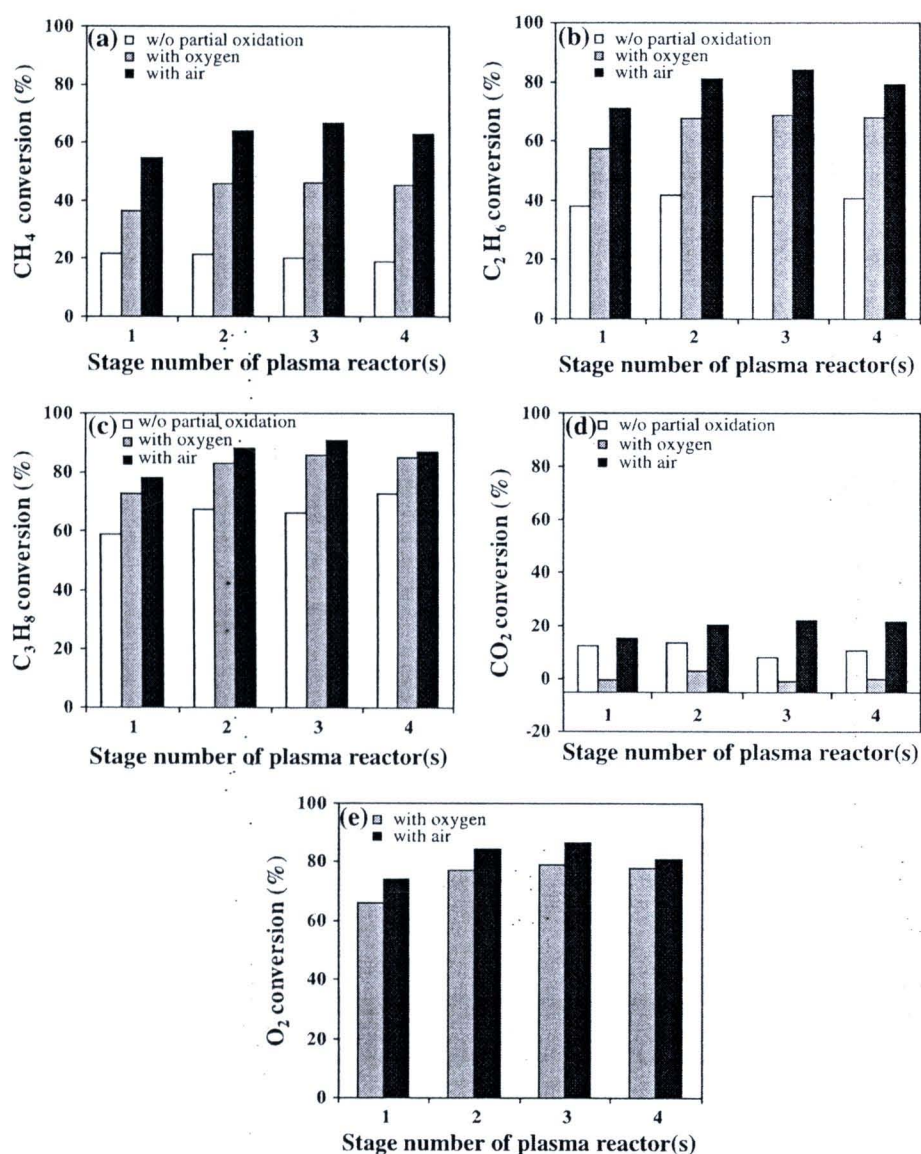 (a)
w/o partial oxidation
with oxygen
with air
CH4 conversion (%)
100
80
60
40
20
0
1 2 3 4
Stage number of plasma reactor(s)
(b)
w/o partial oxidation
with oxygen
with air
C2H6 conversion (%)
100
80
60
40
20
0
1 2 3 4
Stage number of plasma reactor(s)
(c)
w/o partial oxidation
with oxygen
with air
C3H8 conversion (%)
100
80
60
40
20
0
1 2 3 4
Stage number of plasma reactor(s)
(d)
w/o partial oxidation
with oxygen
with air
CO2 conversion (%)
100
80
60
40
20
0
-20
1 2 3 4
Stage number of plasma reactor(s)
(e)
with oxygen
with air
O2 conversion (%)
100
80
60
40
20
0
1 2 3 4
Stage number of plasma reactor(s)